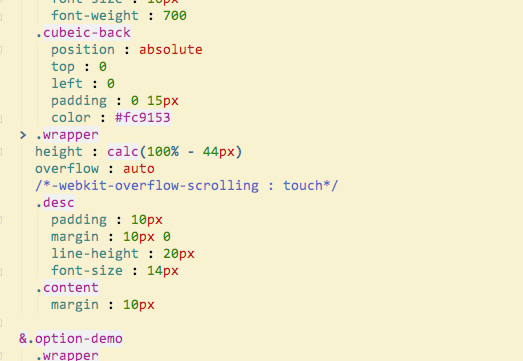 font-size : 16px
font-weight : 700
.cubeic-back
position : absolute
top : 0
left : 0
padding : 0 15px
color : #fc9153
> .wrapper
height : calc(100% - 44px)
overflow : auto
/*-webkit-overflow-scrolling : touch*/
.desc
padding : 10px
margin : 10px 0
line-height : 20px
font-size : 14px
.content
margin : 10px
&.option-demo
.wrapper